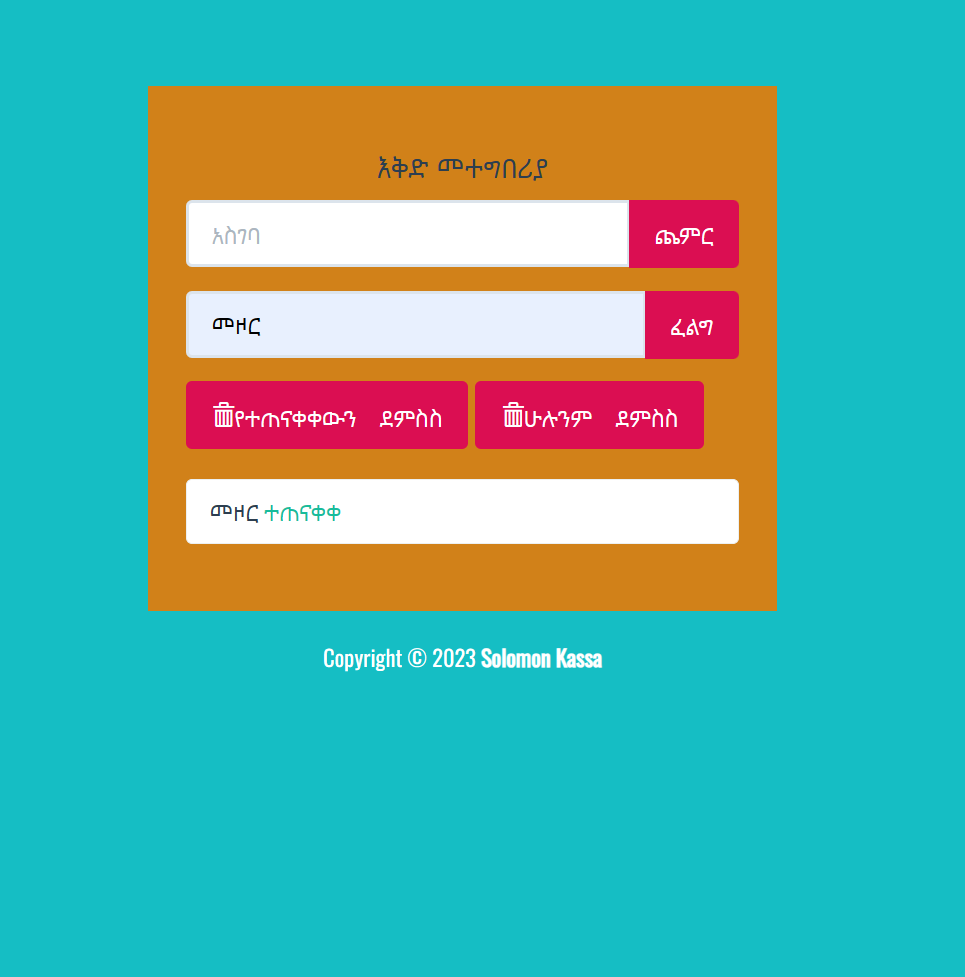 እቅድ መተግበሪያ
አስገባ ጨምር
መዞር ፈልግ
የተጠናቀቀውን ደምስስ ሁሉንም ደምስስ
መዞር ተጠናቀቀ
Copyright © 2023 Solomon Kassa